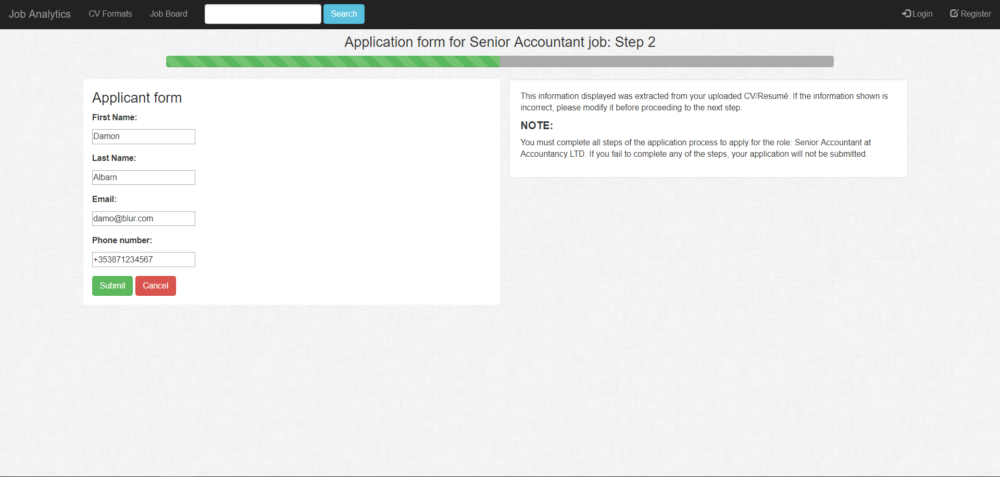 Job Analytics CV Formats Job Board Search Login Register
Application form for Senior Accountant job: Step 2
Applicant form
First Name:
Damon
Last Name:
Albarn
Email:
damo@blur.com
Phone number:
+353871234567
Submit Cancel
This information displayed was extracted from your uploaded CV/Resumé. If the information shown is
incorrect, please modify it before proceeding to the next step.
NOTE:
You must complete all steps of the application process to apply for the role: Senior Accountant at
Accountancy LTD. If you fail to complete any of the steps, your application will not be submitted.